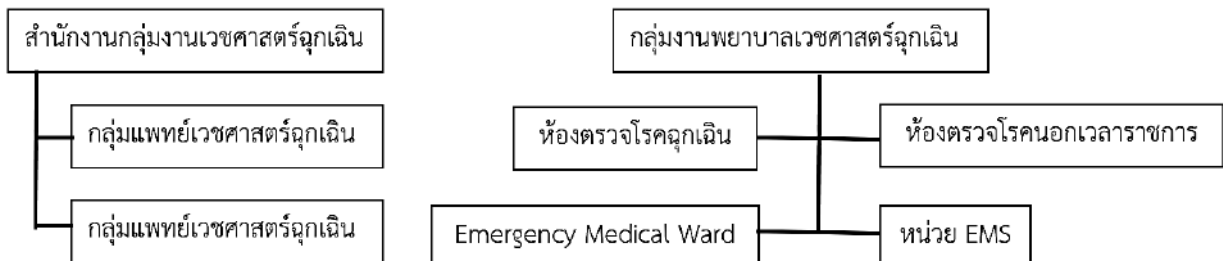 สำนักงานกลุ่มงานเวชศาสตร์ฉุกเฉิน
กลุ่มแพทย์เวชศาสตร์ฉุกเฉิน
กลุ่มแพทย์เวชศาสตร์ฉุกเฉิน
กลุ่มงานพยาบาลเวชศาสตร์ฉุกเฉิน
ห้องตรวจโรคฉุกเฉิน
ห้องตรวจโรคนอกเวลาราชการ
Emergency Medical Ward
หน่วย EMS